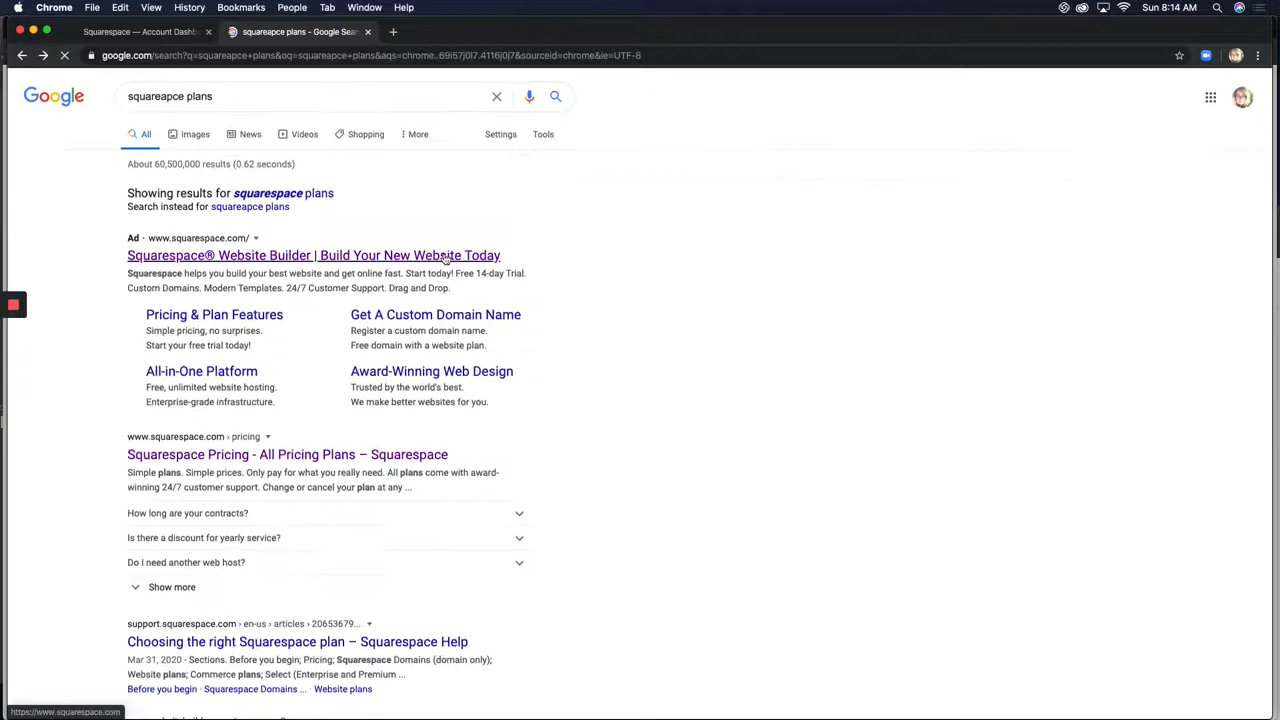 Chrome File Edit View History Bookmarks People Tab Window Help Sun 8:14 AM
Squarespace — Account Dashb squareapce plans - Google Sear
google.com/search?q=squareapce+plans&oq=squareapce+plans&aqs=chrome..69i57j0l7.4116j0j7&sourceid=chrome&ie=UTF-8
Google squareapce plans
All Images News Videos Shopping More Settings Tools
About 60,500,000 results (0.62 seconds)
Showing results for squarespace plans
Search instead for squareapce plans
Ad · www.squarespace.com/
Squarespace® Website Builder | Build Your New Website Today
Squarespace helps you build your best website and get online fast. Start today! Free 14-day Trial.
Custom Domains. Modern Templates. 24/7 Customer Support. Drag and Drop.
Pricing & Plan Features
Simple pricing, no surprises.
Start your free trial today!
Get A Custom Domain Name
Register a custom domain name.
Free domain with a website plan.
All-in-One Platform
Free, unlimited website hosting.
Enterprise-grade infrastructure.
Award-Winning Web Design
Trusted by the world's best.
We make better websites for you.
www.squarespace.com › pricing
Squarespace Pricing - All Pricing Plans – Squarespace
Simple plans. Simple prices. Only pay for what you really need. All plans come with award-
winning 24/7 customer support. Change or cancel your plan at any ...
How long are your contracts?
Is there a discount for yearly service?
Do I need another web host?
Show more
support.squarespace.com › en-us › articles › 20653679...
Choosing the right Squarespace plan – Squarespace Help
Mar 31, 2020 - Sections. Before you begin; Pricing; Squarespace Domains (domain only);
Website plans; Commerce plans; Select (Enterprise and Premium ...
Before you begin · Squarespace Domains ... · Website plans
https://www.squarespace.com